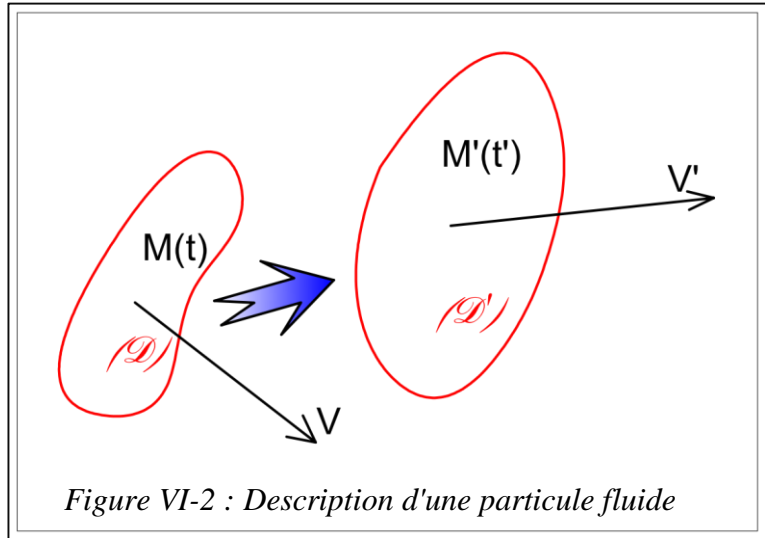 M'(t')
V'
M(t)
(𝒟')
(𝒟)
V
Figure VI-2 : Description d'une particule fluide